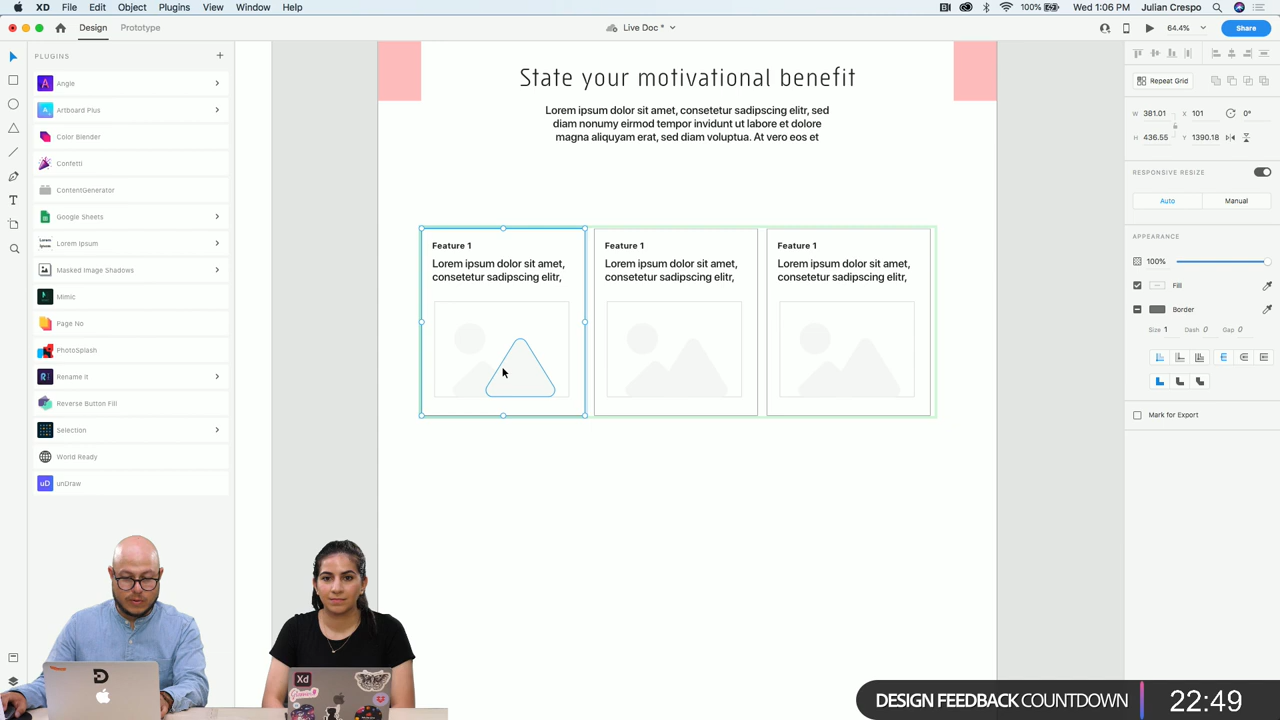 XD File Edit Object Plugins View Window Help
100% Wed 1:06 PM Julian Crespo
Design Prototype
Live Doc *
64.4%
Share
PLUGINS
Angle
Artboard Plus
Color Blender
Confetti
ContentGenerator
Google Sheets
Lorem Ipsum
Lorem Ipsum
Masked Image Shadows
Mimic
Page No
PhotoSplash
Rename It
Reverse Button Fill
Selection
World Ready
uD unDraw
State your motivational benefit
Lorem ipsum dolor sit amet, consetetur sadipscing elitr, sed
diam nonumy eirmod tempor invidunt ut labore et dolore
magna aliquyam erat, sed diam voluptua. At vero eos et
Feature 1
Lorem ipsum dolor sit amet,
consetetur sadipscing elitr,
Feature 1
Lorem ipsum dolor sit amet,
consetetur sadipscing elitr,
Feature 1
Lorem ipsum dolor sit amet,
consetetur sadipscing elitr,
Repeat Grid
W 381.01 X 101 0°
H 436.55 Y 1390.18
RESPONSIVE RESIZE
Auto Manual
APPEARANCE
100%
Fill
Border
Size 1 Dash 0 Gap 0
Mark for Export
Xd
DESIGN FEEDBACK COUNTDOWN 22:49